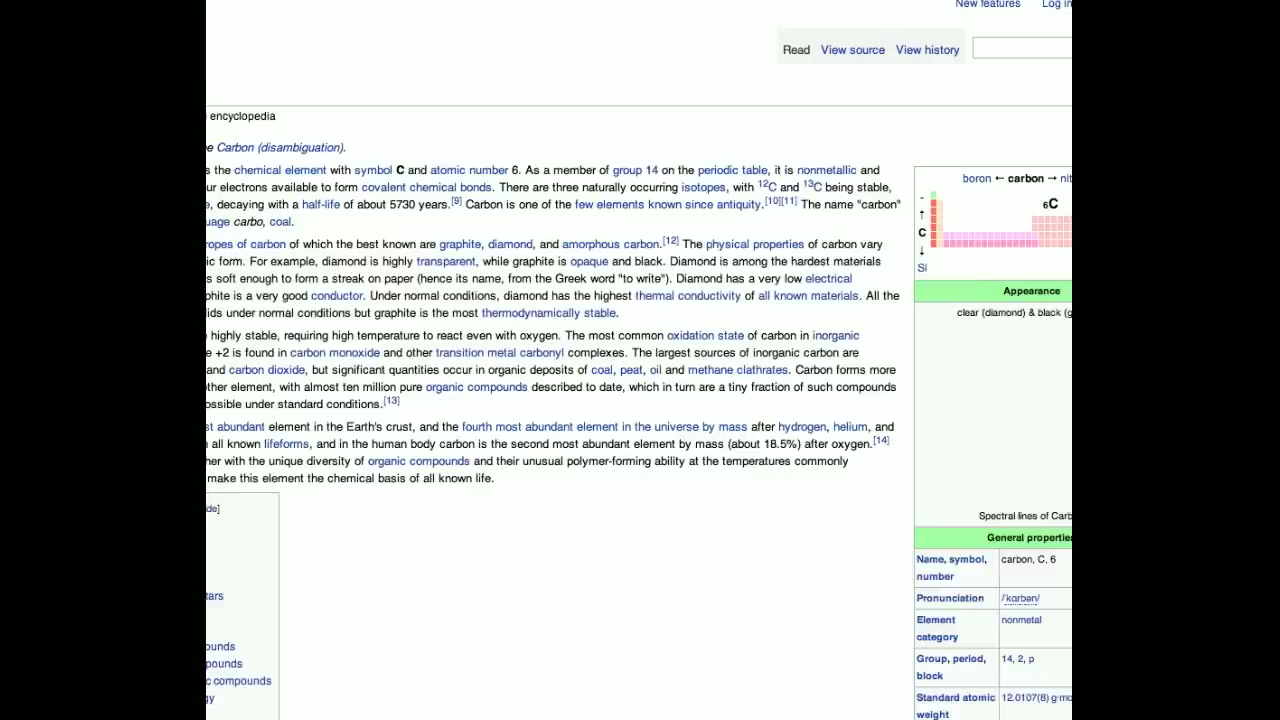 New features Log in
Read View source View history
encyclopedia
Carbon (disambiguation).
s the chemical element with symbol C and atomic number 6. As a member of group 14 on the periodic table, it is nonmetallic and
ur electrons available to form covalent chemical bonds. There are three naturally occurring isotopes, with 12C and 13C being stable,
, decaying with a half-life of about 5730 years.[9] Carbon is one of the few elements known since antiquity.[10][11] The name "carbon"
uage carbo, coal.
ropes of carbon of which the best known are graphite, diamond, and amorphous carbon.[12] The physical properties of carbon vary
ic form. For example, diamond is highly transparent, while graphite is opaque and black. Diamond is among the hardest materials
s soft enough to form a streak on paper (hence its name, from the Greek word "to write"). Diamond has a very low electrical
phite is a very good conductor. Under normal conditions, diamond has the highest thermal conductivity of all known materials. All the
ids under normal conditions but graphite is the most thermodynamically stable.
highly stable, requiring high temperature to react even with oxygen. The most common oxidation state of carbon in inorganic
e +2 is found in carbon monoxide and other transition metal carbonyl complexes. The largest sources of inorganic carbon are
and carbon dioxide, but significant quantities occur in organic deposits of coal, peat, oil and methane clathrates. Carbon forms more
ther element, with almost ten million pure organic compounds described to date, which in turn are a tiny fraction of such compounds
ossible under standard conditions.[13]
st abundant element in the Earth's crust, and the fourth most abundant element in the universe by mass after hydrogen, helium, and
all known lifeforms, and in the human body carbon is the second most abundant element by mass (about 18.5%) after oxygen.[14]
her with the unique diversity of organic compounds and their unusual polymer-forming ability at the temperatures commonly
make this element the chemical basis of all known life.
de]
tars
ounds
pounds
c compounds
gy
boron ← carbon → nit
-
↑
6C
C
↓
Si
Appearance
clear (diamond) & black (g
Spectral lines of Carb
General propertie
Name, symbol, number carbon, C, 6
Pronunciation /ˈkɑrbən/
Element category nonmetal
Group, period, block 14, 2, p
Standard atomic weight 12.0107(8) g·mo